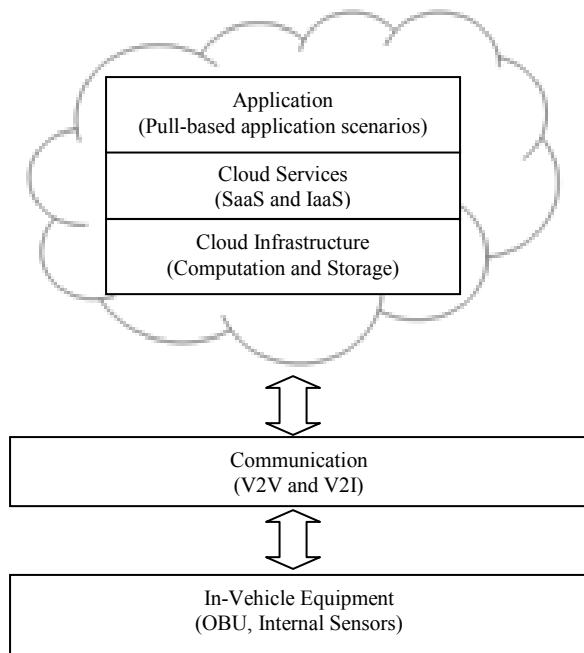 Application
(Pull-based application scenarios)
Cloud Services
(SaaS and IaaS)
Cloud Infrastructure
(Computation and Storage)
Communication
(V2V and V2I)
In-Vehicle Equipment
(OBU, Internal Sensors)